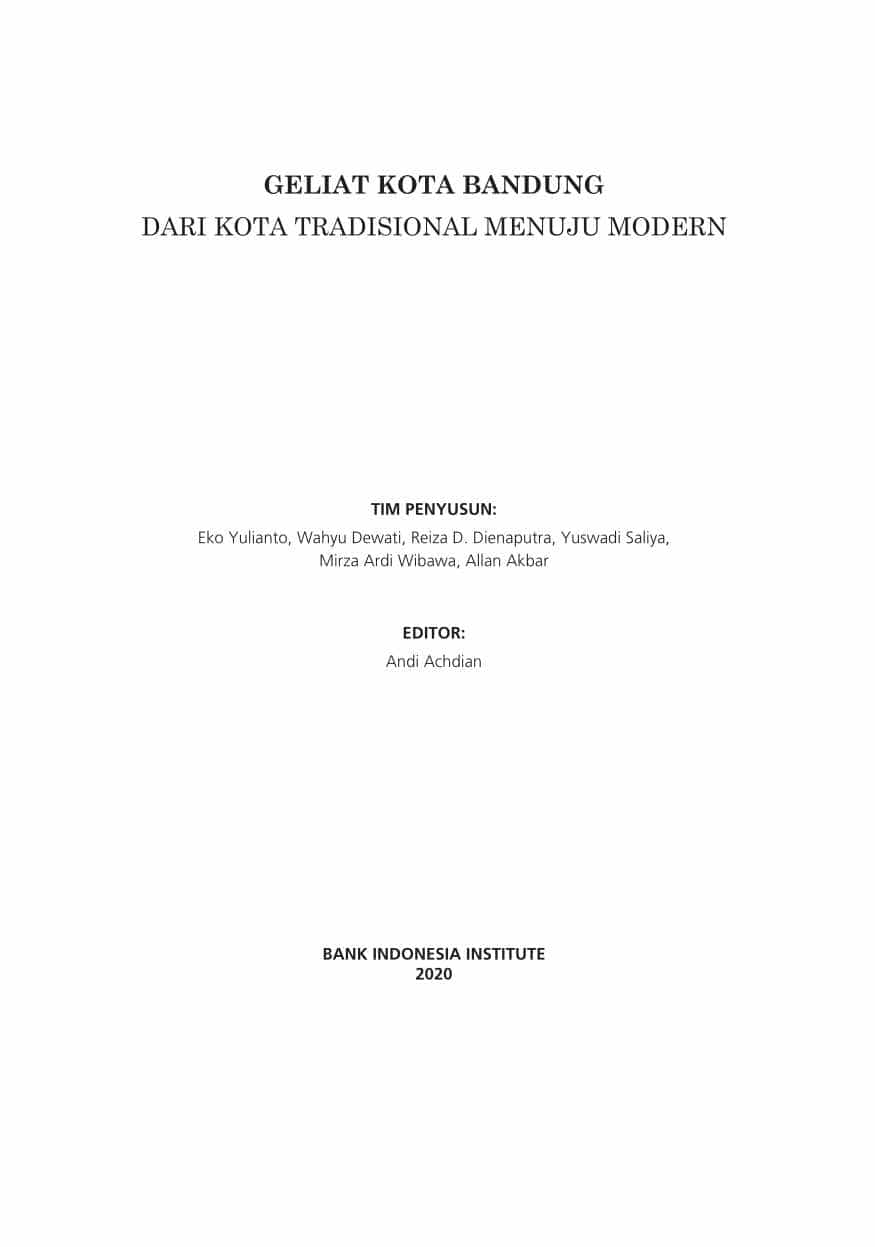 GELIAT KOTA BANDUNG
DARI KOTA TRADISIONAL MENUJU MODERN
TIM PENYUSUN:
Eko Yulianto, Wahyu Dewati, Reiza D. Dienaputra, Yuswadi Saliya,
Mirza Ardi Wibawa, Allan Akbar
EDITOR:
Andi Achdian
BANK INDONESIA INSTITUTE
2020